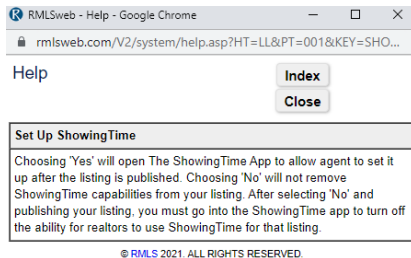 RMLSweb - Help - Google Chrome
rmlsweb.com/V2/system/help.asp?HT=LL&PT=001&KEY=SHO...
Help
Index
Close
Set Up ShowingTime
Choosing 'Yes' will open The ShowingTime App to allow agent to set it
up after the listing is published. Choosing 'No' will not remove
ShowingTime capabilities from your listing. After selecting 'No' and
publishing your listing, you must go into the ShowingTime app to turn off
the ability for realtors to use ShowingTime for that listing.
© RMLS 2021. ALL RIGHTS RESERVED.